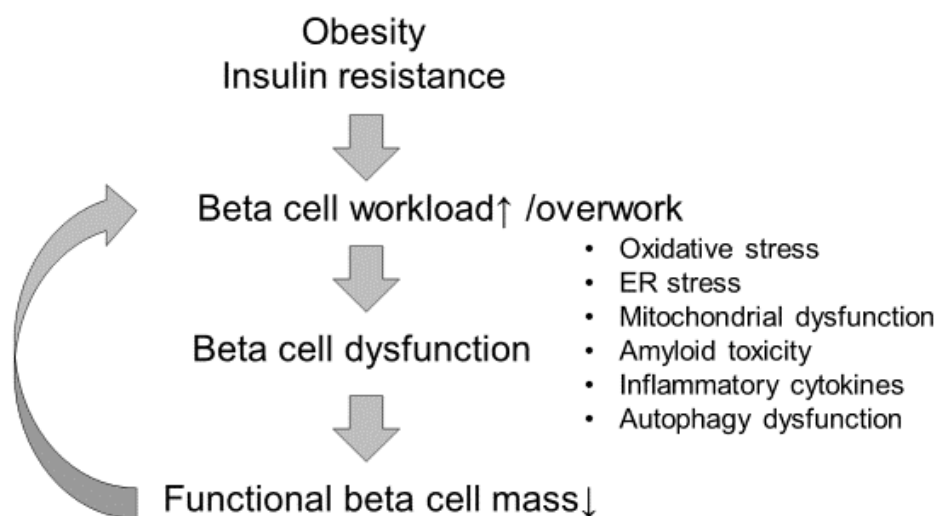 Obesity
Insulin resistance
Beta cell workload↑ /overwork
• Oxidative stress
• ER stress
• Mitochondrial dysfunction
• Amyloid toxicity
• Inflammatory cytokines
• Autophagy dysfunction
Beta cell dysfunction
Functional beta cell mass↓